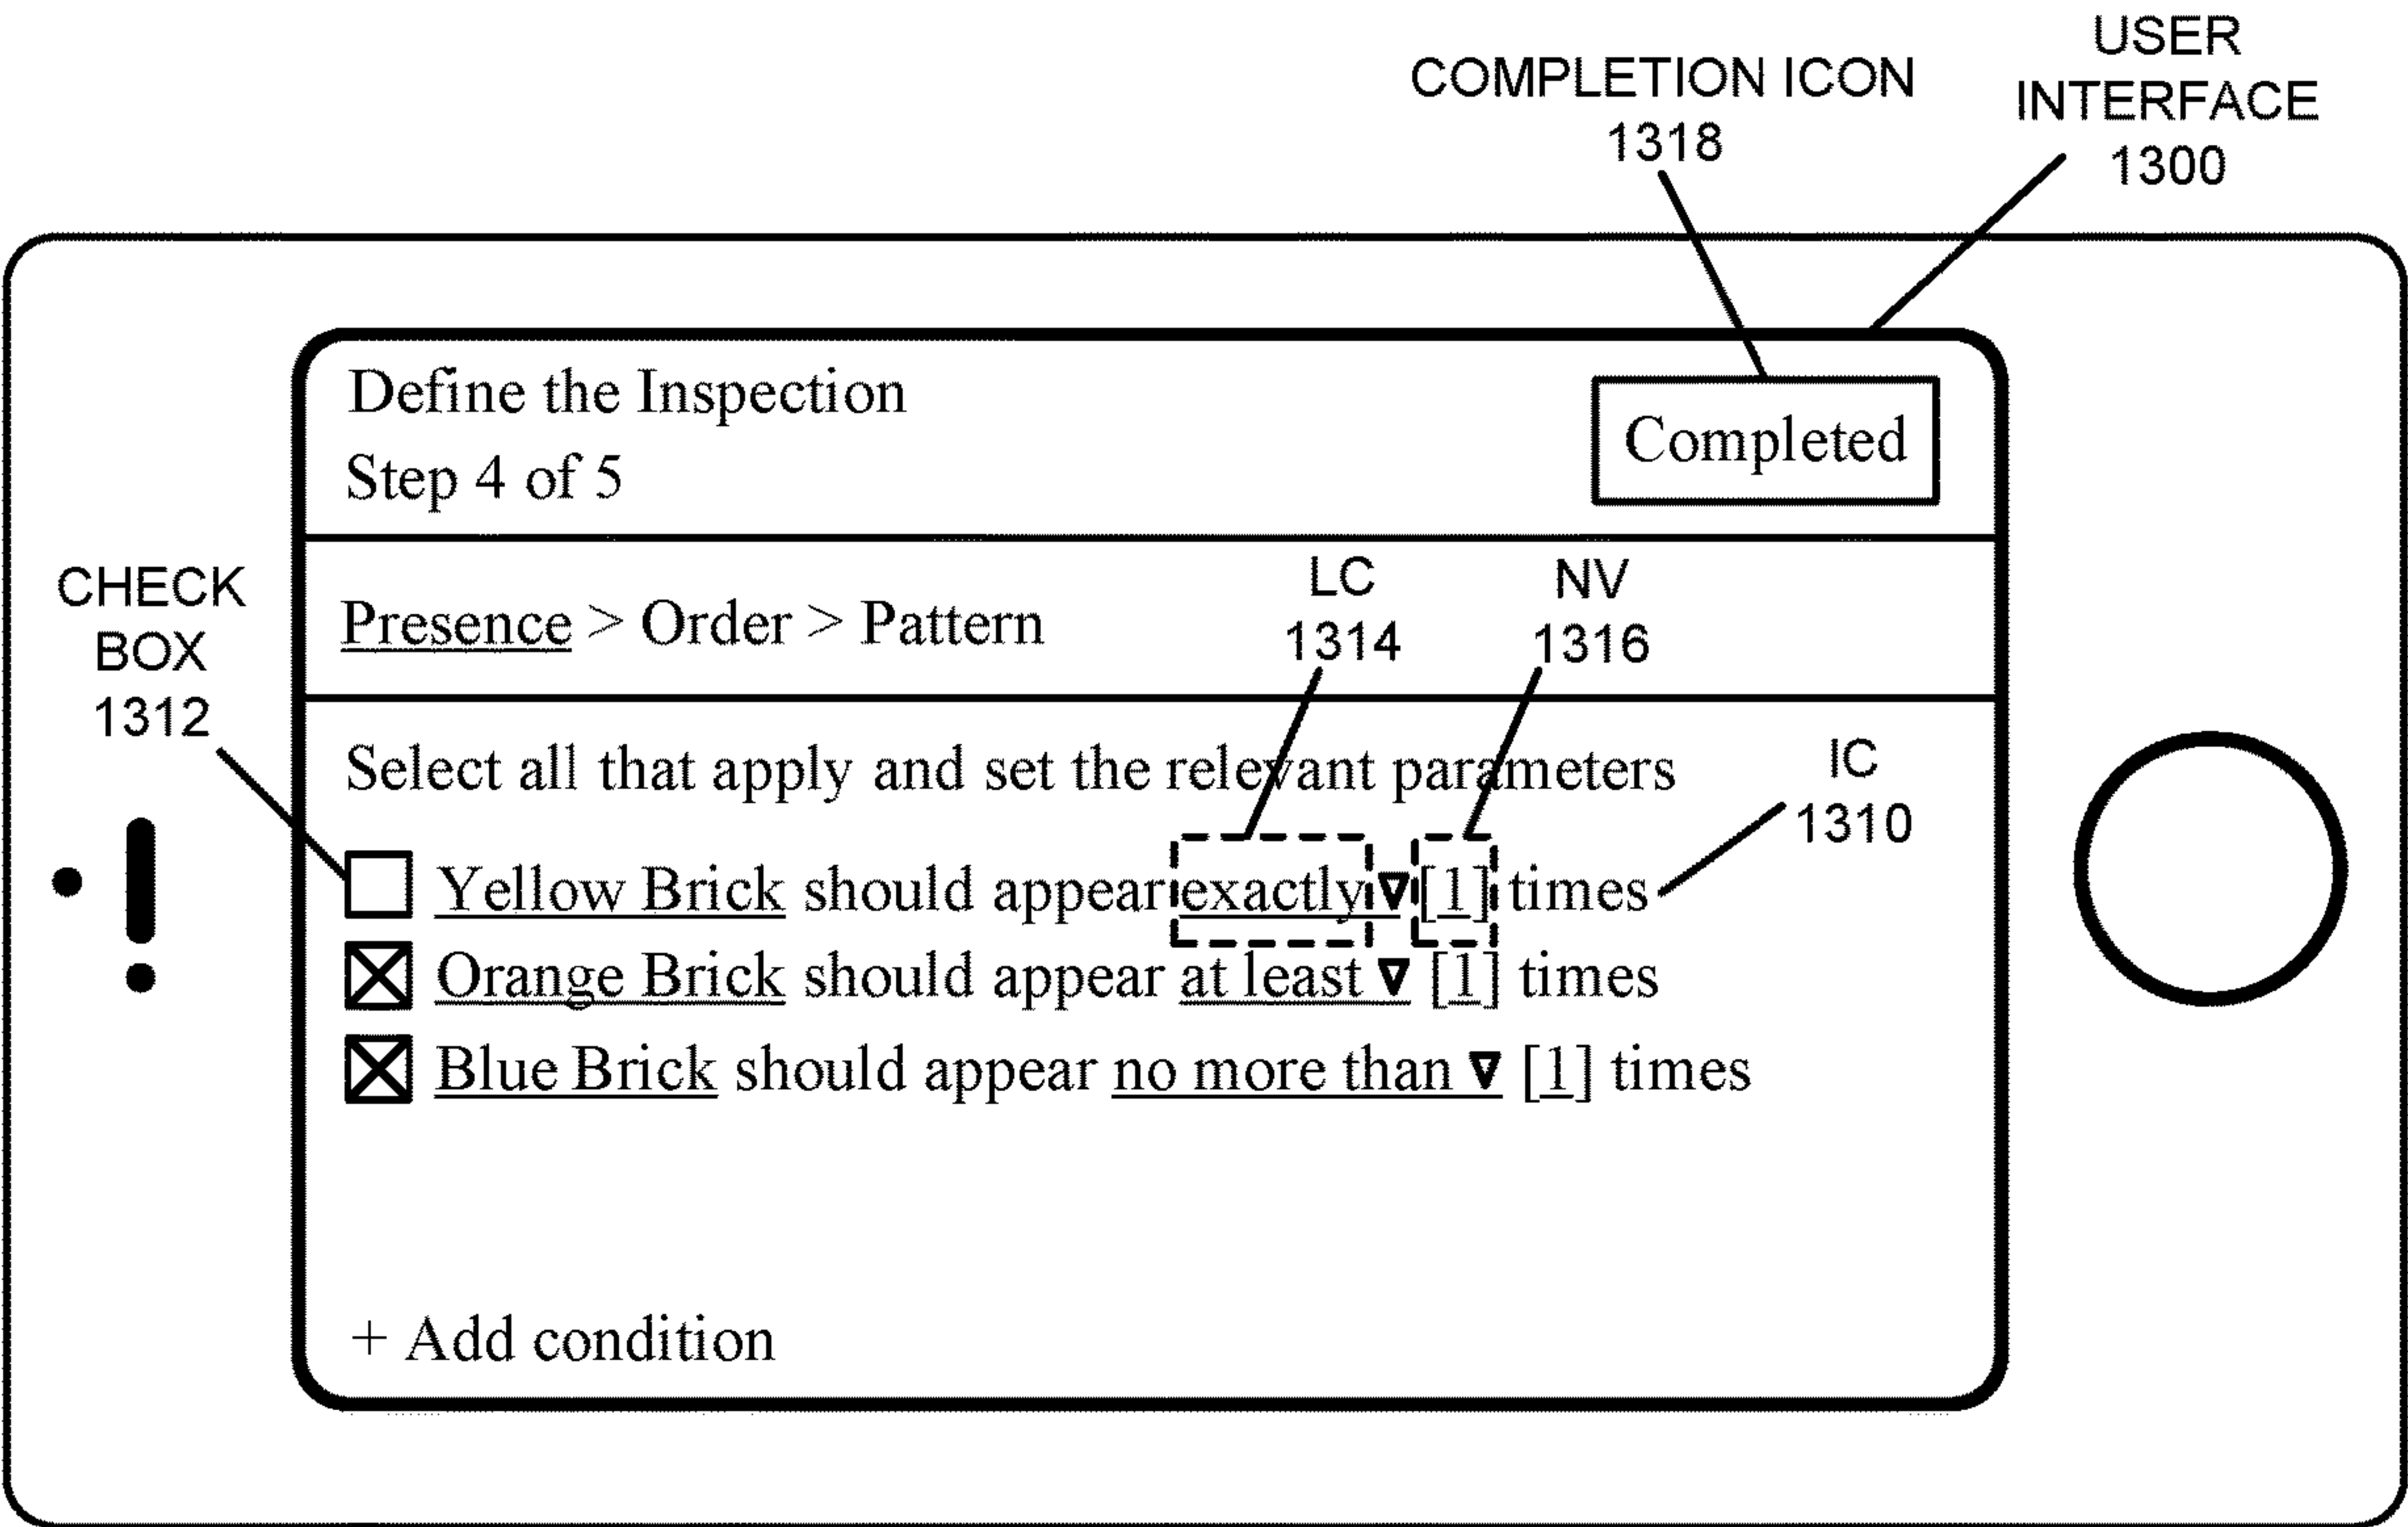 USER
INTERFACE
1300
COMPLETION ICON
1318
Define the Inspection
Step 4 of 5
Completed
CHECK
BOX
1312
Presence > Order > Pattern
LC
1314
NV
1316
Select all that apply and set the relevant parameters
IC
1310
Yellow Brick should appear exactly ▽ [1] times
Orange Brick should appear at least ▽ [1] times
Blue Brick should appear no more than ▽ [1] times
+ Add condition